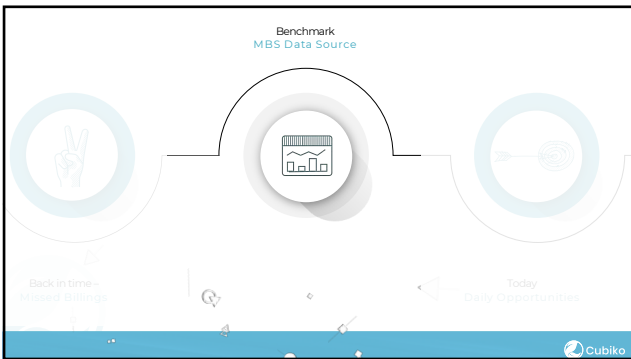 Benchmark
MBS Data Source
Back in time –
Missed Billings
Today
Daily Opportunities
Cubiko